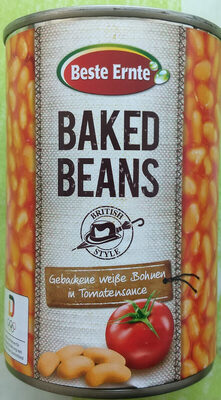 Beste Ernte
BAKED
BEANS
BRITISH
STYLE
Gebackene weiße Bohnen
in Tomatensauce